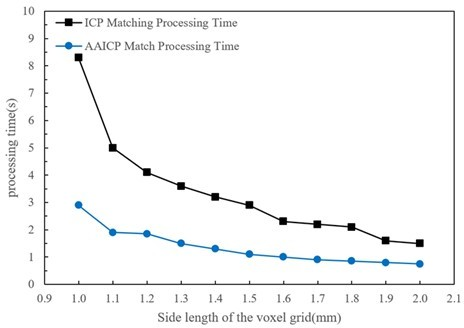 ICP Matching Processing Time
AAICP Match Processing Time
processing time(s)
10
9
8
7
6
5
4
3
2
1
0
0.9 1.0 1.1 1.2 1.3 1.4 1.5 1.6 1.7 1.8 1.9 2.0 2.1
Side length of the voxel grid(mm)